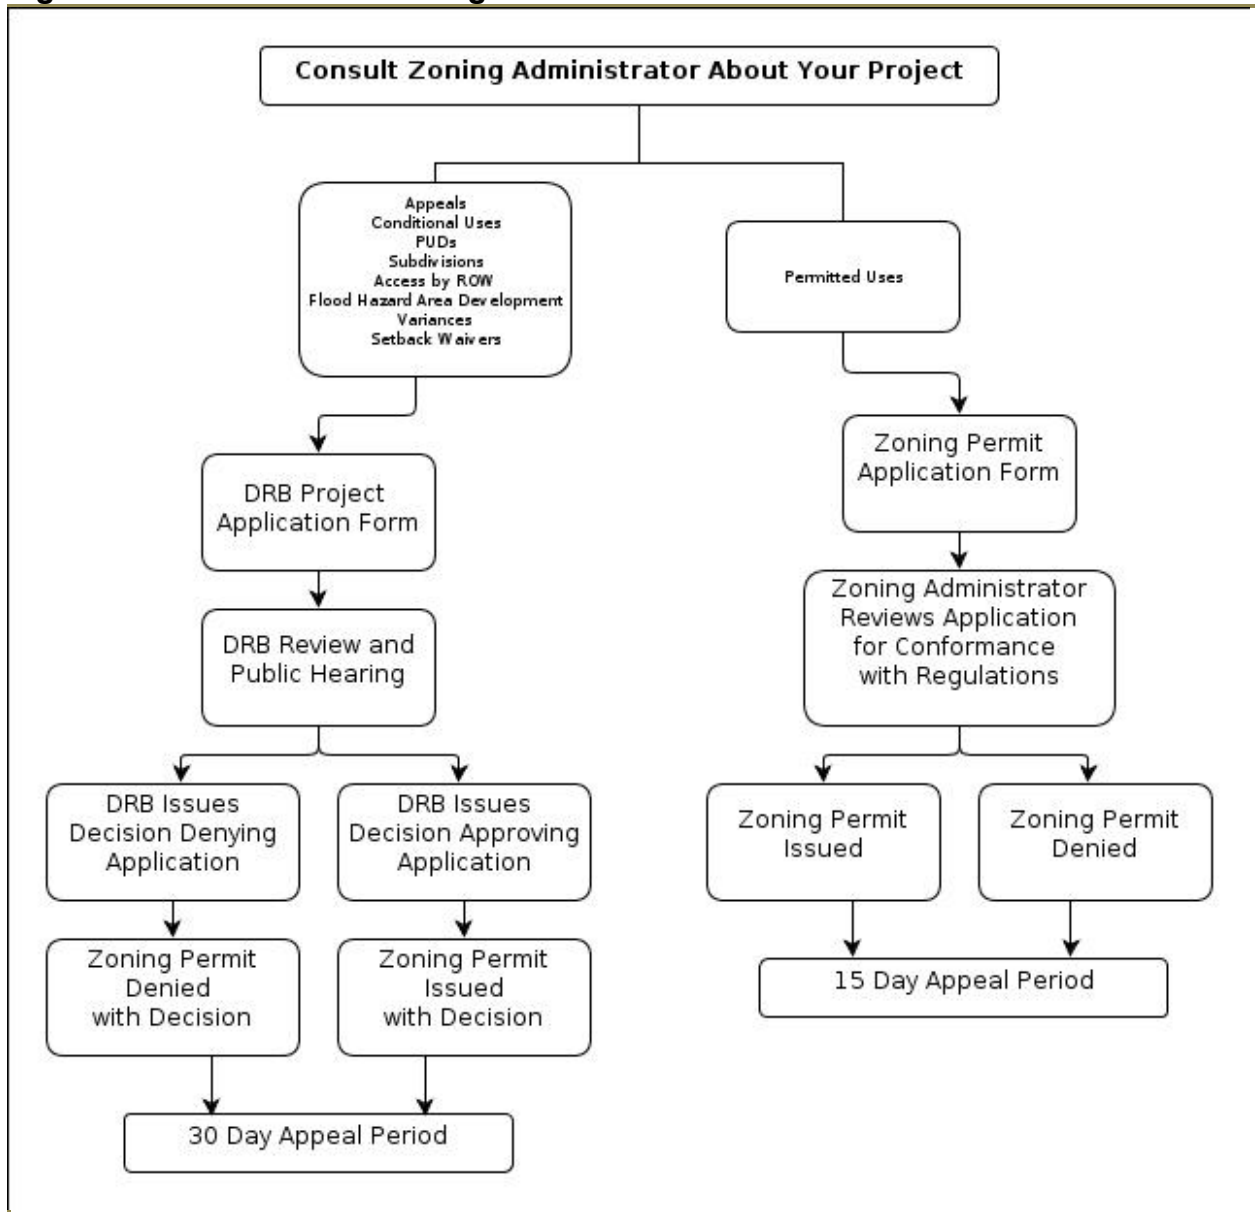 Consult Zoning Administrator About Your Project
Appeals
Conditional Uses
PUDs
Subdivisions
Access by ROW
Flood Hazard Area Development
Variances
Setback Waivers
Permitted Uses
DRB Project
Application Form
Zoning Permit
Application Form
DRB Review and
Public Hearing
Zoning Administrator
Reviews Application
for Conformance
with Regulations
DRB Issues
Decision Denying
Application
DRB Issues
Decision Approving
Application
Zoning Permit
Issued
Zoning Permit
Denied
Zoning Permit
Denied
with Decision
Zoning Permit
Issued
with Decision
15 Day Appeal Period
30 Day Appeal Period